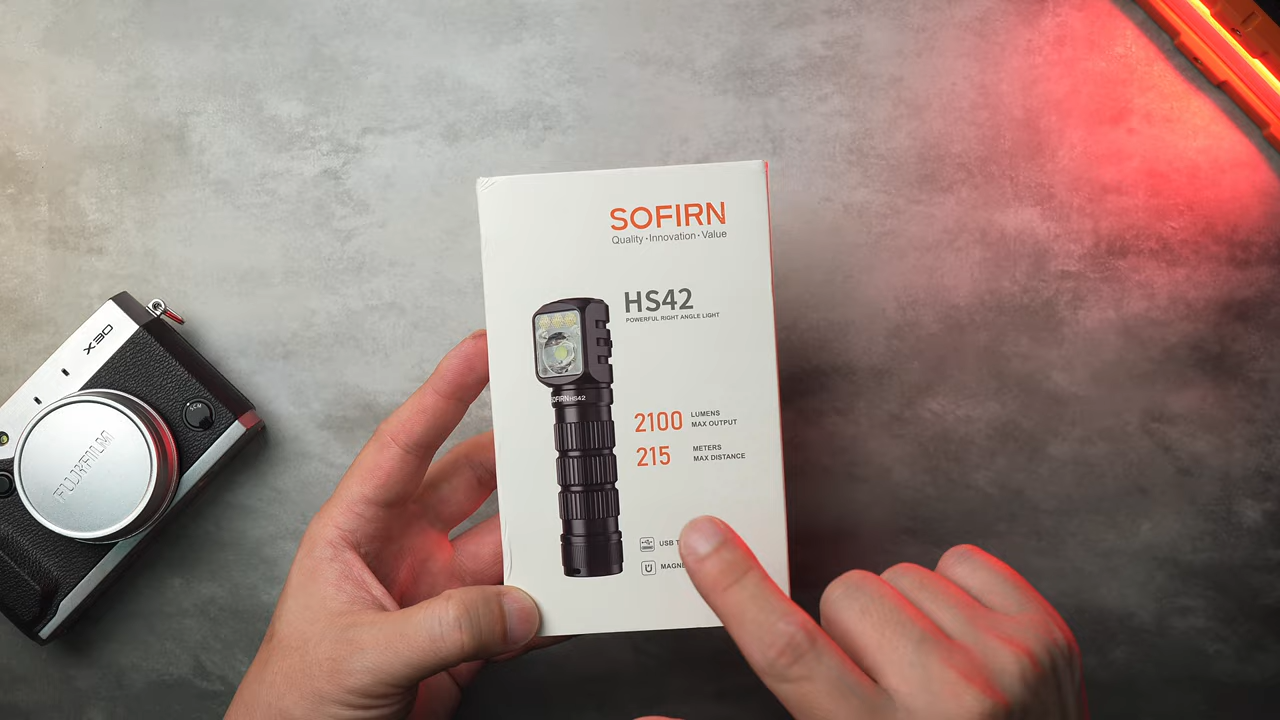 SOFIRN
Quality · Innovation · Value
HS42
POWERFUL RIGHT ANGLE LIGHT
SOFIRN HS42
2100 LUMENS
MAX OUTPUT
215 METERS
MAX DISTANCE
USB
X30
FUJIFILM